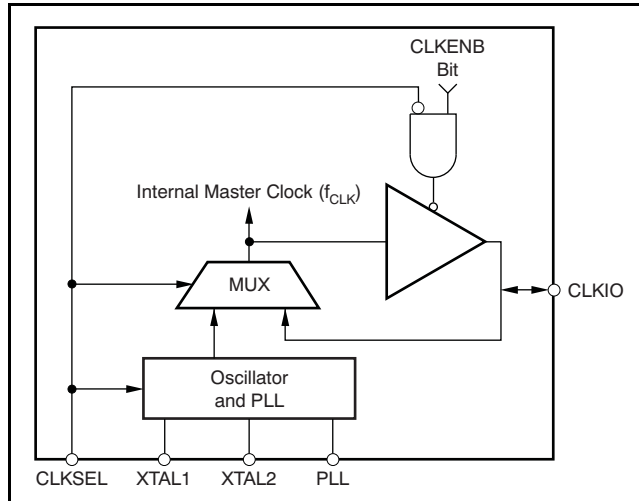 CLKENB
Bit
Internal Master Clock (fCLK)
MUX
CLKIO
Oscillator
and PLL
CLKSEL
XTAL1
XTAL2
PLL